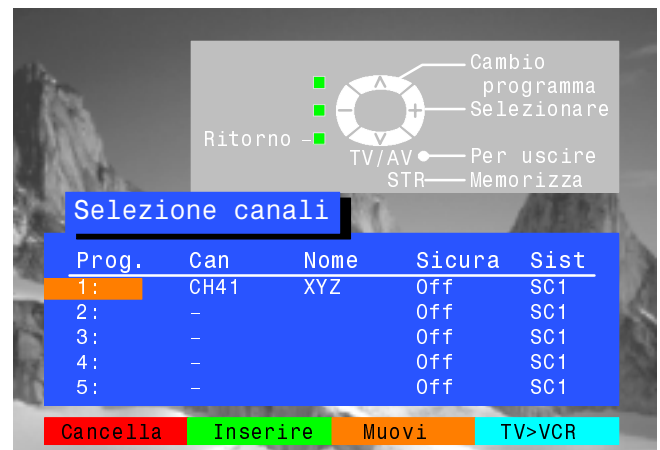 Cambio
programma
Selezionare
Ritorno
TV/AV Per uscire
STR Memorizza
Selezione canali
Prog. Can Nome Sicura Sist
1: CH41 XYZ Off SC1
2: – Off SC1
3: – Off SC1
4: – Off SC1
5: – Off SC1
Cancella Inserire Muovi TV>VCR